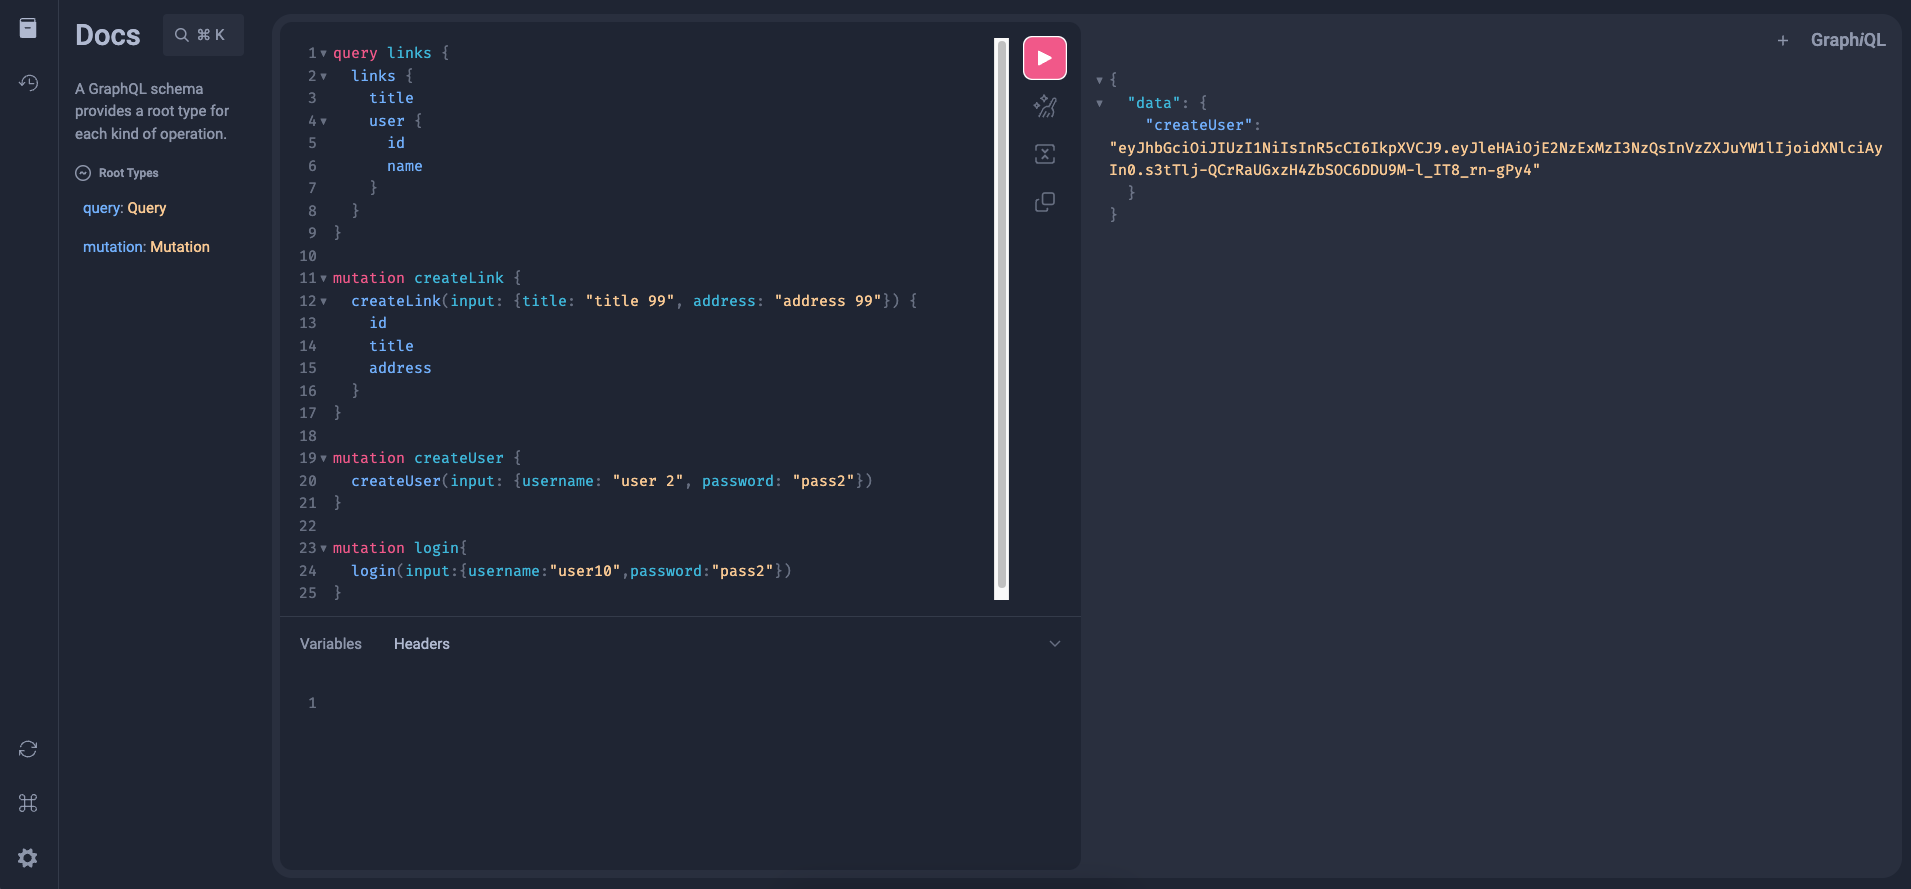 Docs
⌘ K
A GraphQL schema
provides a root type for
each kind of operation.
Root Types
query: Query
mutation: Mutation
1 query links {
2   links {
3     title
4     user {
5       id
6       name
7     }
8   }
9 }
10
11 mutation createLink {
12   createLink(input: {title: "title 99", address: "address 99"}) {
13     id
14     title
15     address
16   }
17 }
18
19 mutation createUser {
20   createUser(input: {username: "user 2", password: "pass2"})
21 }
22
23 mutation login{
24   login(input:{username:"user10",password:"pass2"})
25 }
Variables Headers
1
+ GraphiQL
{
  "data": {
    "createUser":
"eyJhbGciOiJIUzI1NiIsInR5cCI6IkpXVCJ9.eyJleHAiOjE2NzExMzI3NzQsInVzZXJuYW1lIjoidXNlciAy
In0.s3tTlj-QCrRaUGxzH4ZbSOC6DDU9M-l_IT8_rn-gPy4"
  }
}